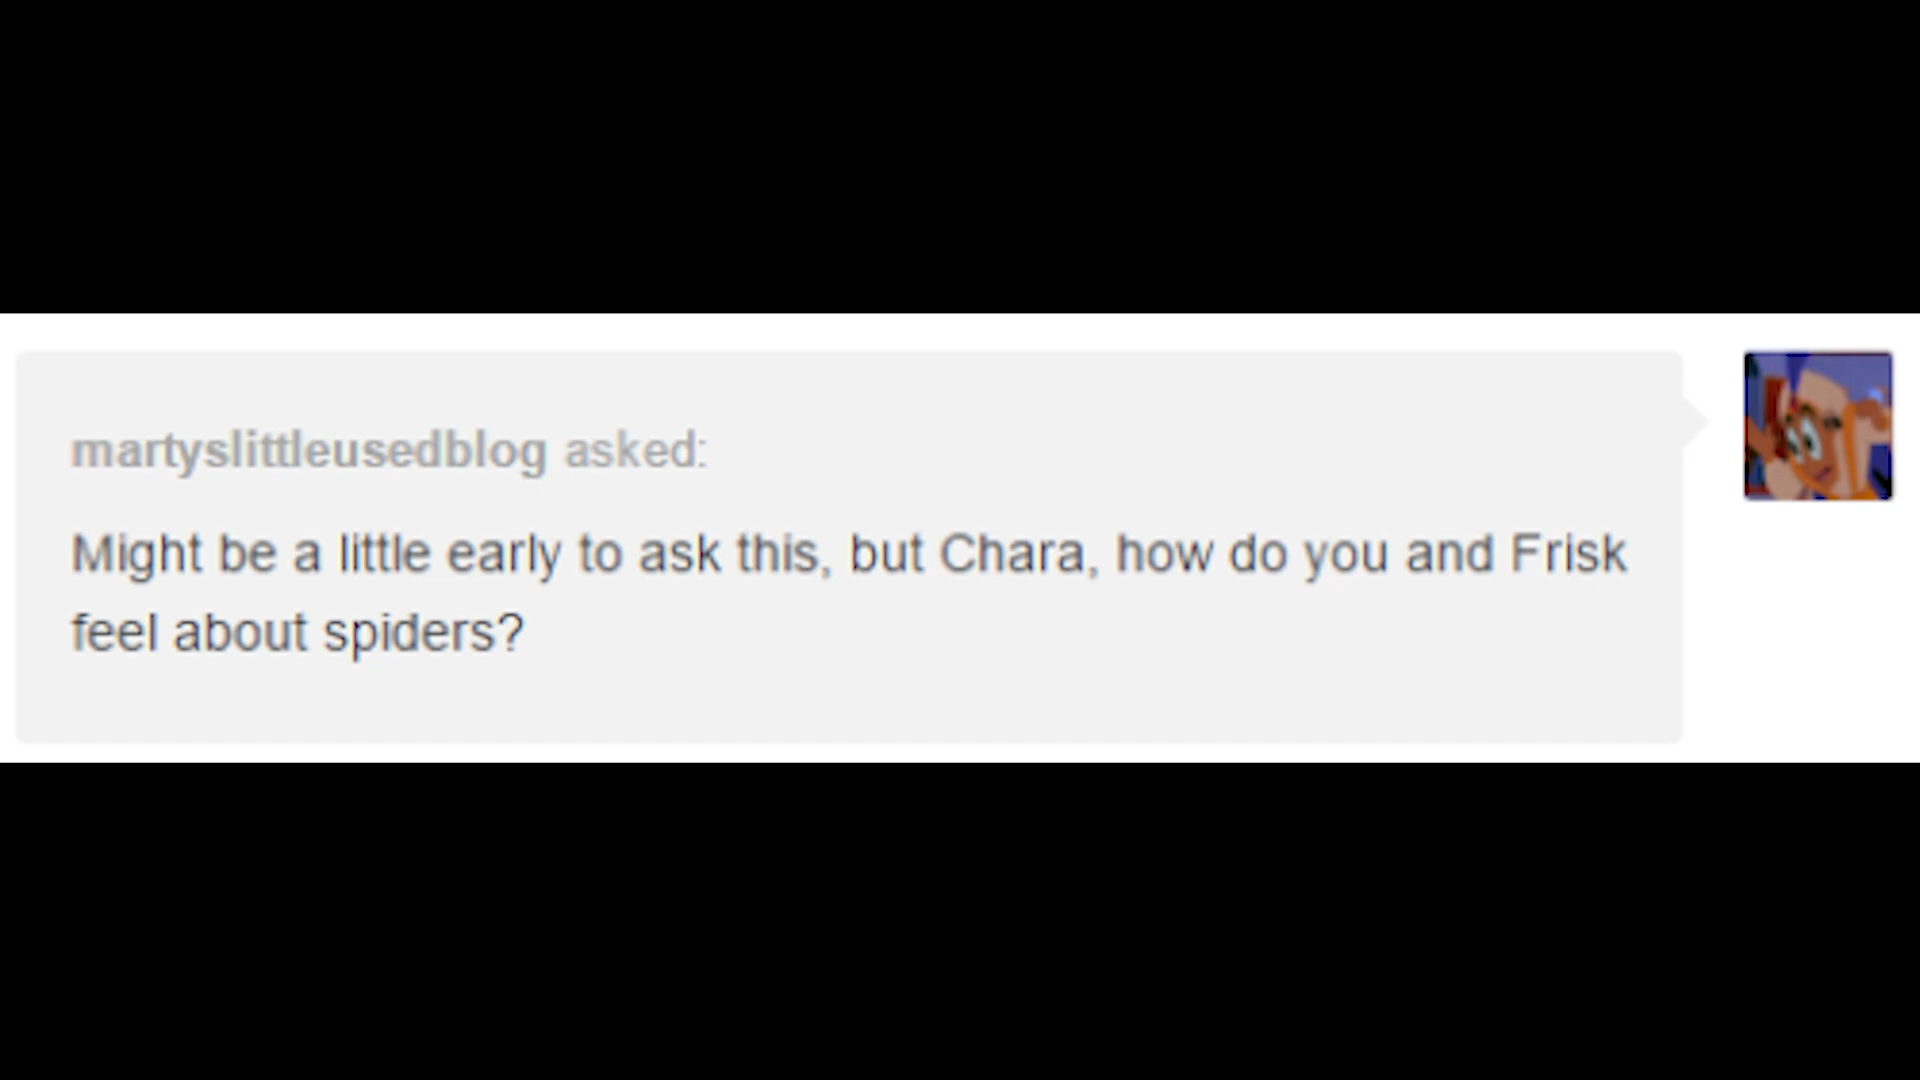 martyslittleusedblog asked:
Might be a little early to ask this, but Chara, how do you and Frisk
feel about spiders?